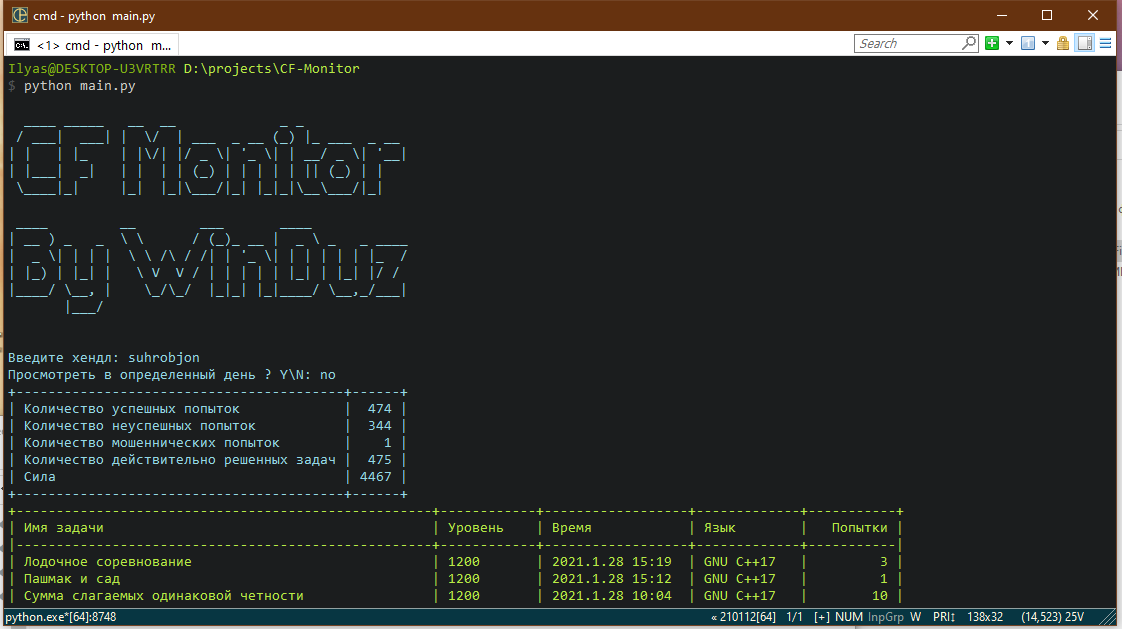 cmd - python main.py
<1> cmd - python m...
Search
Ilyas@DESKTOP-U3VRTRR D:\projects\CF-Monitor
$ python main.py
CF Monitor
By WinDuz
Введите хендл: suhrobjon
Просмотреть в определенный день ? Y\N: no
Количество успешных попыток | 474
Количество неуспешных попыток | 344
Количество мошеннических попыток | 1
Количество действительно решенных задач | 475
Сила | 4467
Имя задачи | Уровень | Время | Язык | Попытки
Лодочное соревнование | 1200 | 2021.1.28 15:19 | GNU C++17 | 3
Пашмак и сад | 1200 | 2021.1.28 15:12 | GNU C++17 | 1
Сумма слагаемых одинаковой четности | 1200 | 2021.1.28 10:04 | GNU C++17 | 10
python.exe*[64]:8748 « 210112[64] 1/1 [+] NUM InpGrp W PRI↕ 138x32 (14,523) 25V